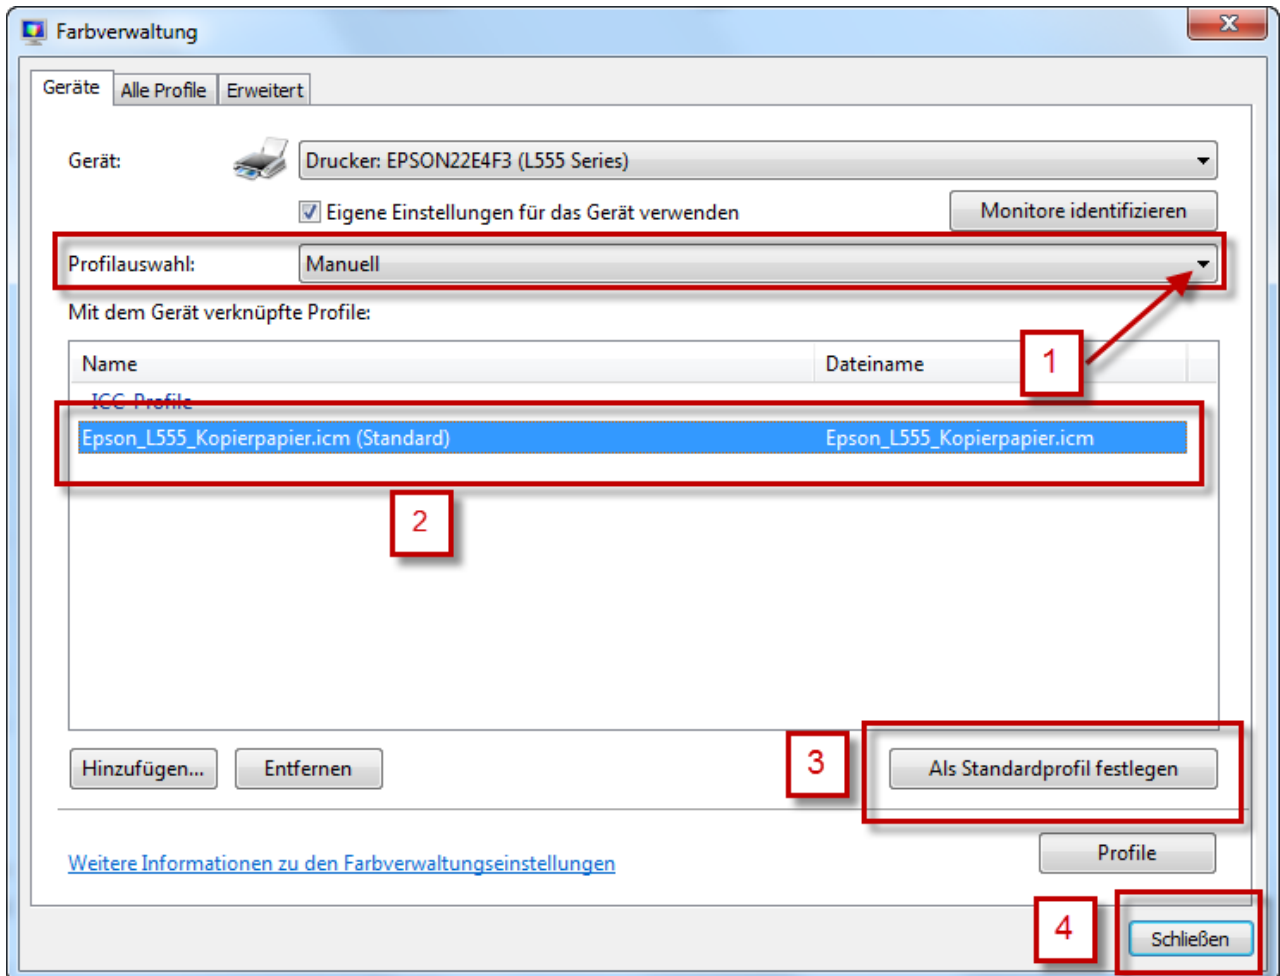 Farbverwaltung
Geräte Alle Profile Erweitert
Gerät: Drucker: EPSON22E4F3 (L555 Series)
Eigene Einstellungen für das Gerät verwenden Monitore identifizieren
Profilauswahl: Manuell
Mit dem Gerät verknüpfte Profile:
1
Name Dateiname
ICC-Profile
Epson_L555_Kopierpapier.icm (Standard) Epson_L555_Kopierpapier.icm
2
3
Hinzufügen... Entfernen Als Standardprofil festlegen
Weitere Informationen zu den Farbverwaltungseinstellungen Profile
4
Schließen